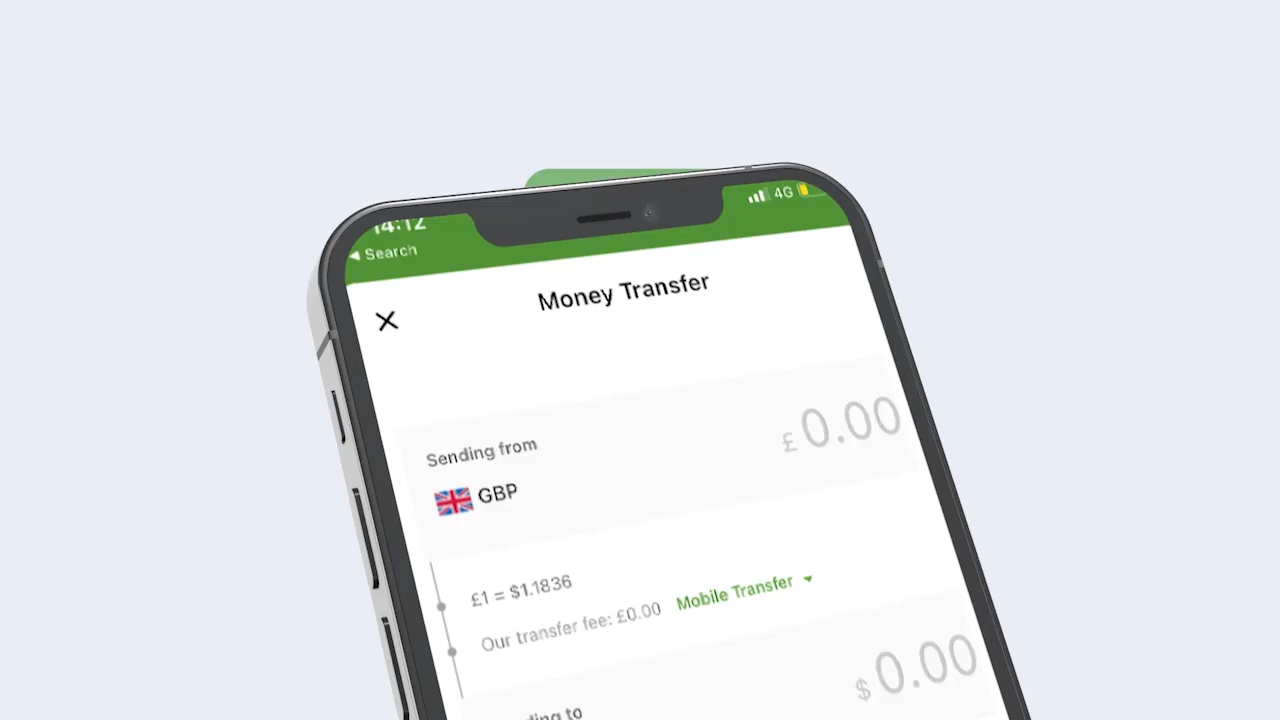 14:12
4G
Search
Money Transfer
£ 0.00
Sending from
GBP
£1 = $1.1836
Our transfer fee: £0.00 Mobile Transfer
$ 0.00
to